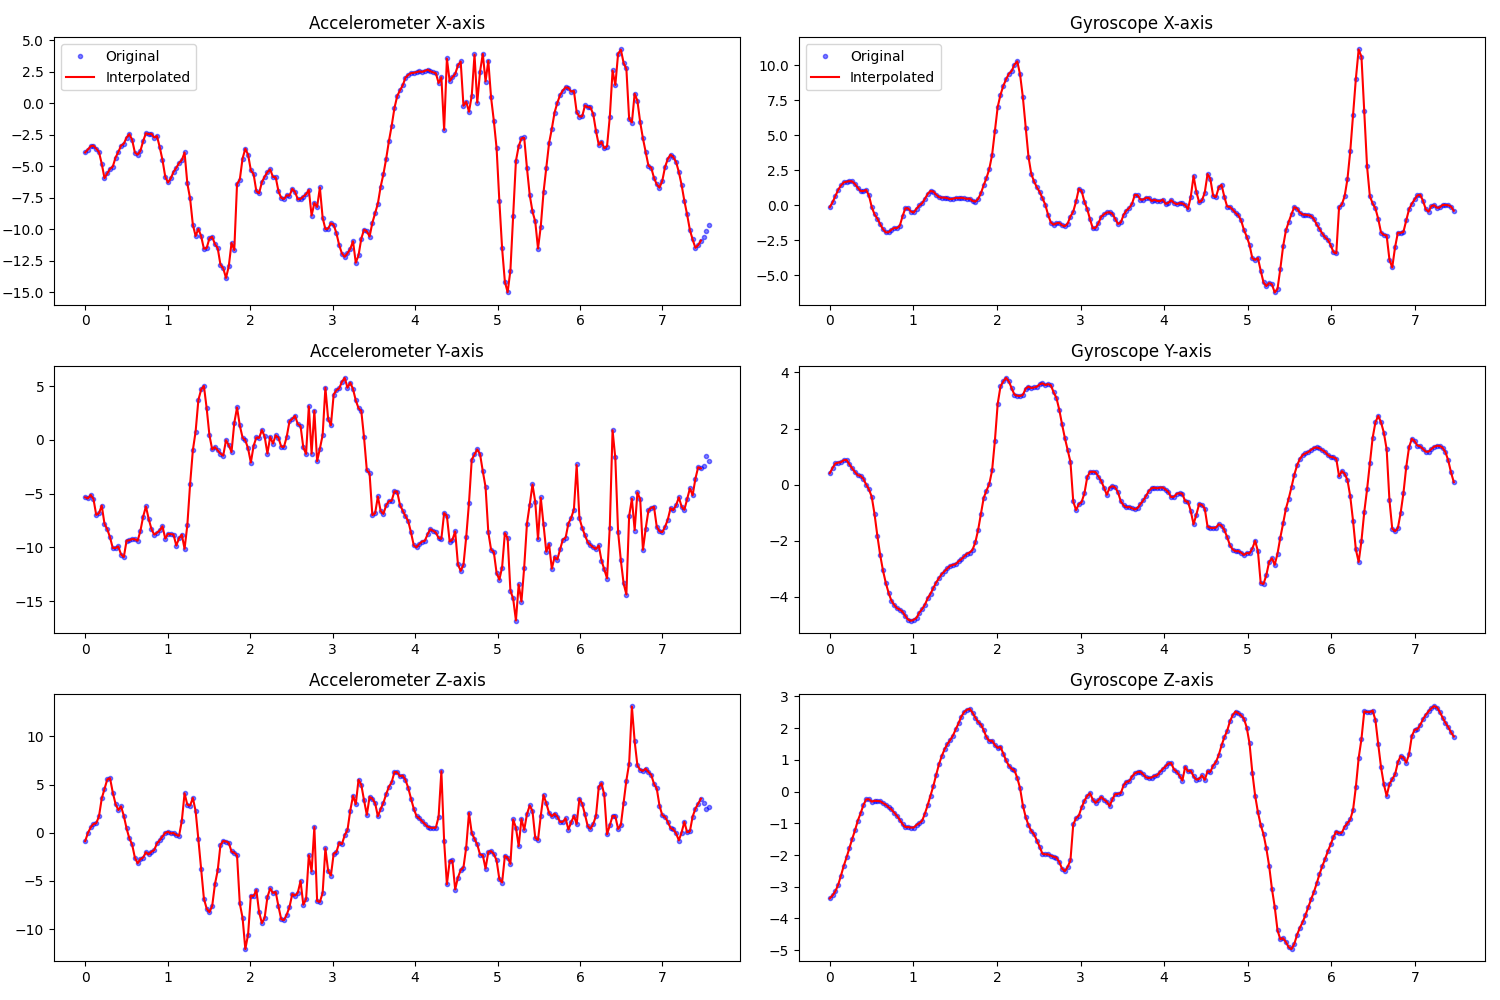 Accelerometer X-axis
Original
Interpolated
5.0
2.5
0.0
−2.5
−5.0
−7.5
−10.0
−12.5
−15.0
0 1 2 3 4 5 6 7
Gyroscope X-axis
Original
Interpolated
10.0
7.5
5.0
2.5
0.0
−2.5
−5.0
0 1 2 3 4 5 6 7
Accelerometer Y-axis
5
0
−5
−10
−15
0 1 2 3 4 5 6 7
Gyroscope Y-axis
4
2
0
−2
−4
0 1 2 3 4 5 6 7
Accelerometer Z-axis
10
5
0
−5
−10
0 1 2 3 4 5 6 7
Gyroscope Z-axis
3
2
1
0
−1
−2
−3
−4
−5
0 1 2 3 4 5 6 7